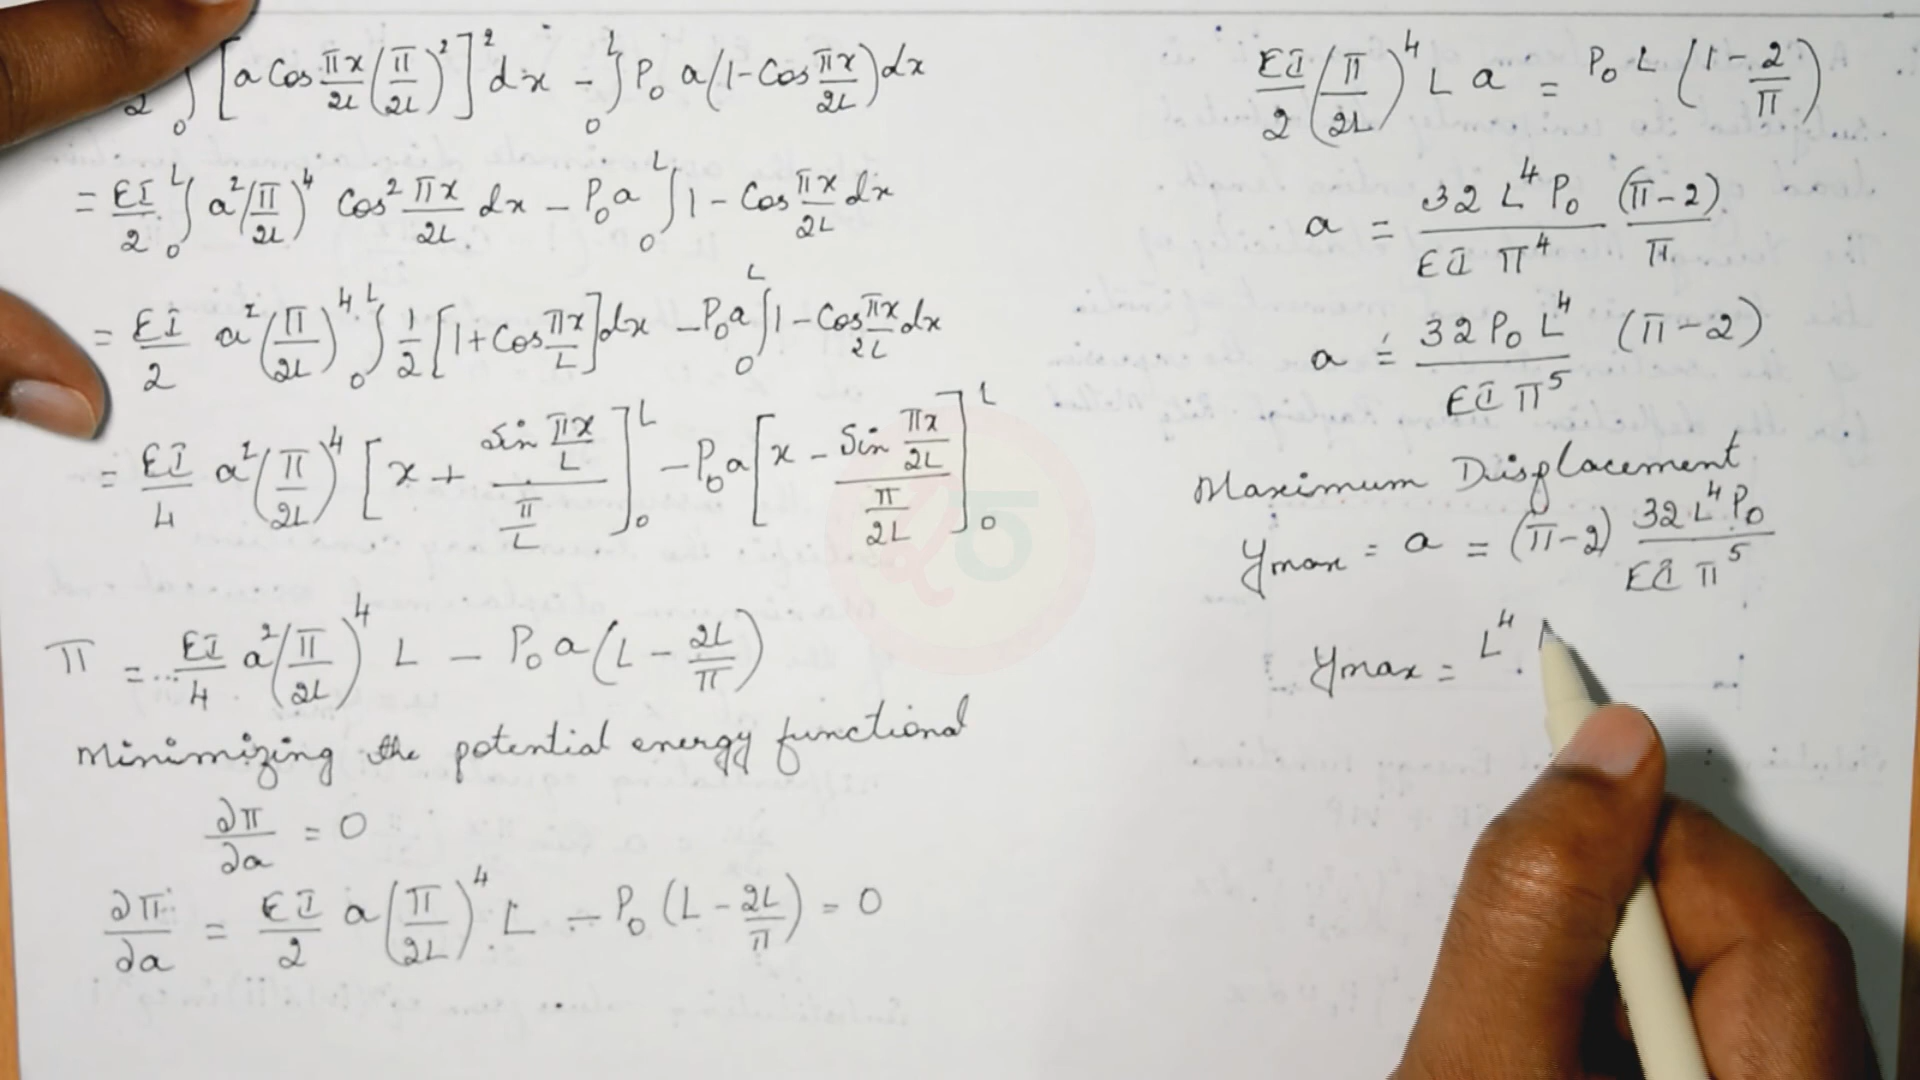 2 ∫₀ [a Cos πx/2L (π/2L)²]² dx - ∫₀ᴸ P₀ a(1-Cos πx/2L) dx
= EI/2 ∫₀ᴸ a² (π/2L)⁴ Cos² πx/2L dx - P₀a ∫₀ᴸ 1 - Cos πx/2L dx
= EI/2 a² (π/2L)⁴ ∫₀ᴸ 1/2 [1+Cos πx/L] dx - P₀a ∫₀ᴸ 1 - Cos πx/2L dx
= EI/4 a² (π/2L)⁴ [x + Sin πx/L / π/L]₀ᴸ - P₀a [x - Sin πx/2L / π/2L]₀ᴸ
π = EI/4 a² (π/2L)⁴ L - P₀ a (L - 2L/π)
Minimizing the potential energy functional
∂π/∂a = 0
∂π/∂a = EI/2 a (π/2L)⁴ L - P₀ (L - 2L/π) = 0
EI/2 (π/2L)⁴ L a = P₀ L (1 - 2/π)
a = 32 L⁴ P₀ / EI π⁴ (π-2)/π
a = 32 P₀ L⁴ / EI π⁵ (π-2)
Maximum Displacement
ymax = a = (π-2) 32 L⁴ P₀ / EI π⁵
ymax = L⁴